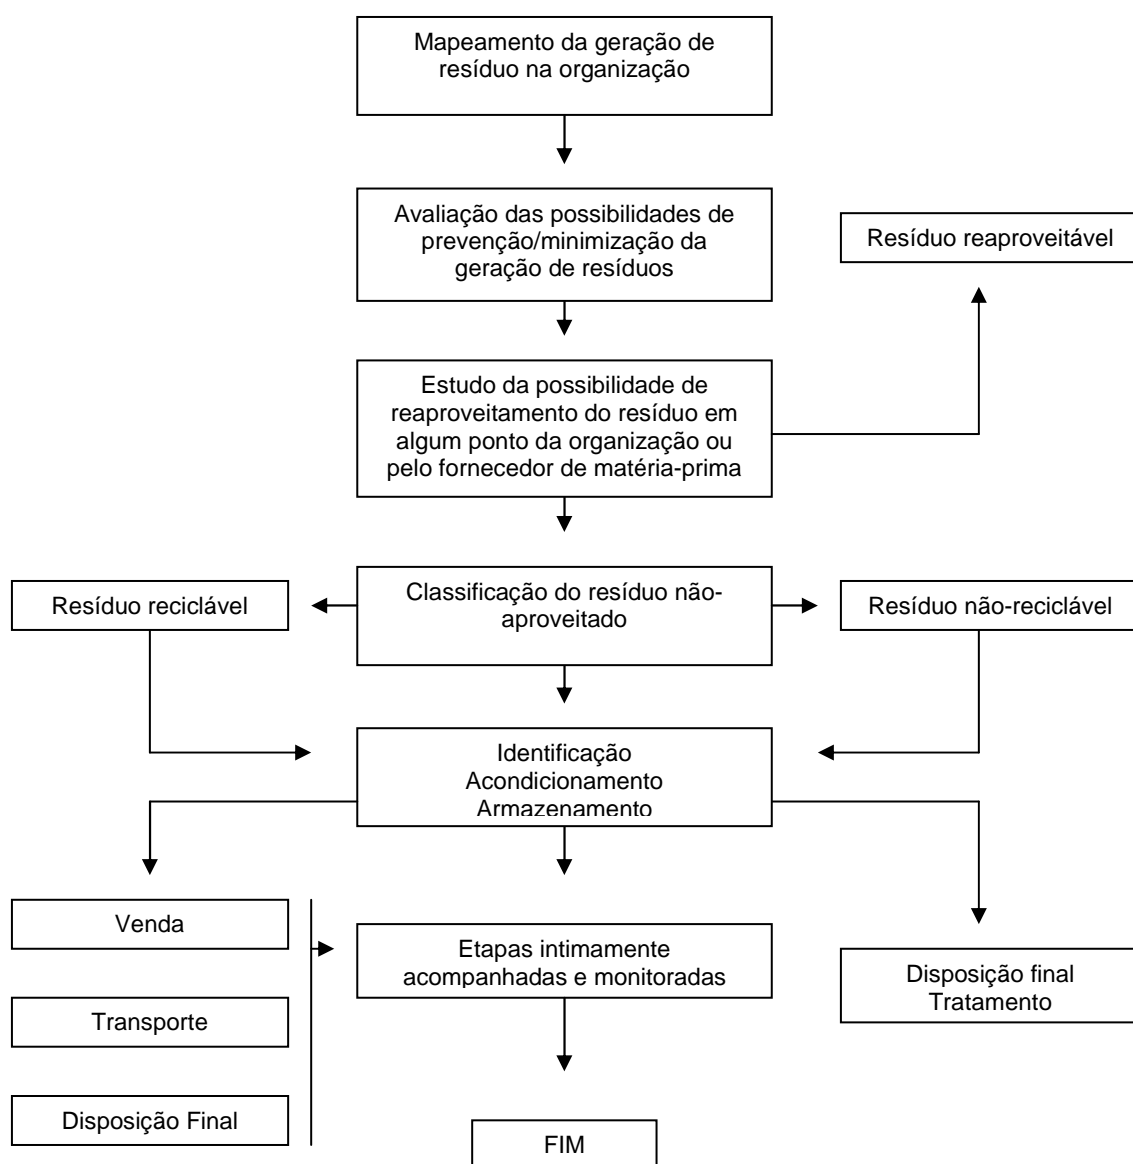 Mapeamento da geração de
resíduo na organização
Avaliação das possibilidades de
prevenção/minimização da
geração de resíduos
Resíduo reaproveitável
Estudo da possibilidade de
reaproveitamento do resíduo em
algum ponto da organização ou
pelo fornecedor de matéria-prima
Resíduo reciclável
Classificação do resíduo não-
aproveitado
Resíduo não-reciclável
Identificação
Acondicionamento
Armazenamento
Venda
Transporte
Disposição Final
Etapas intimamente
acompanhadas e monitoradas
Disposição final
Tratamento
FIM